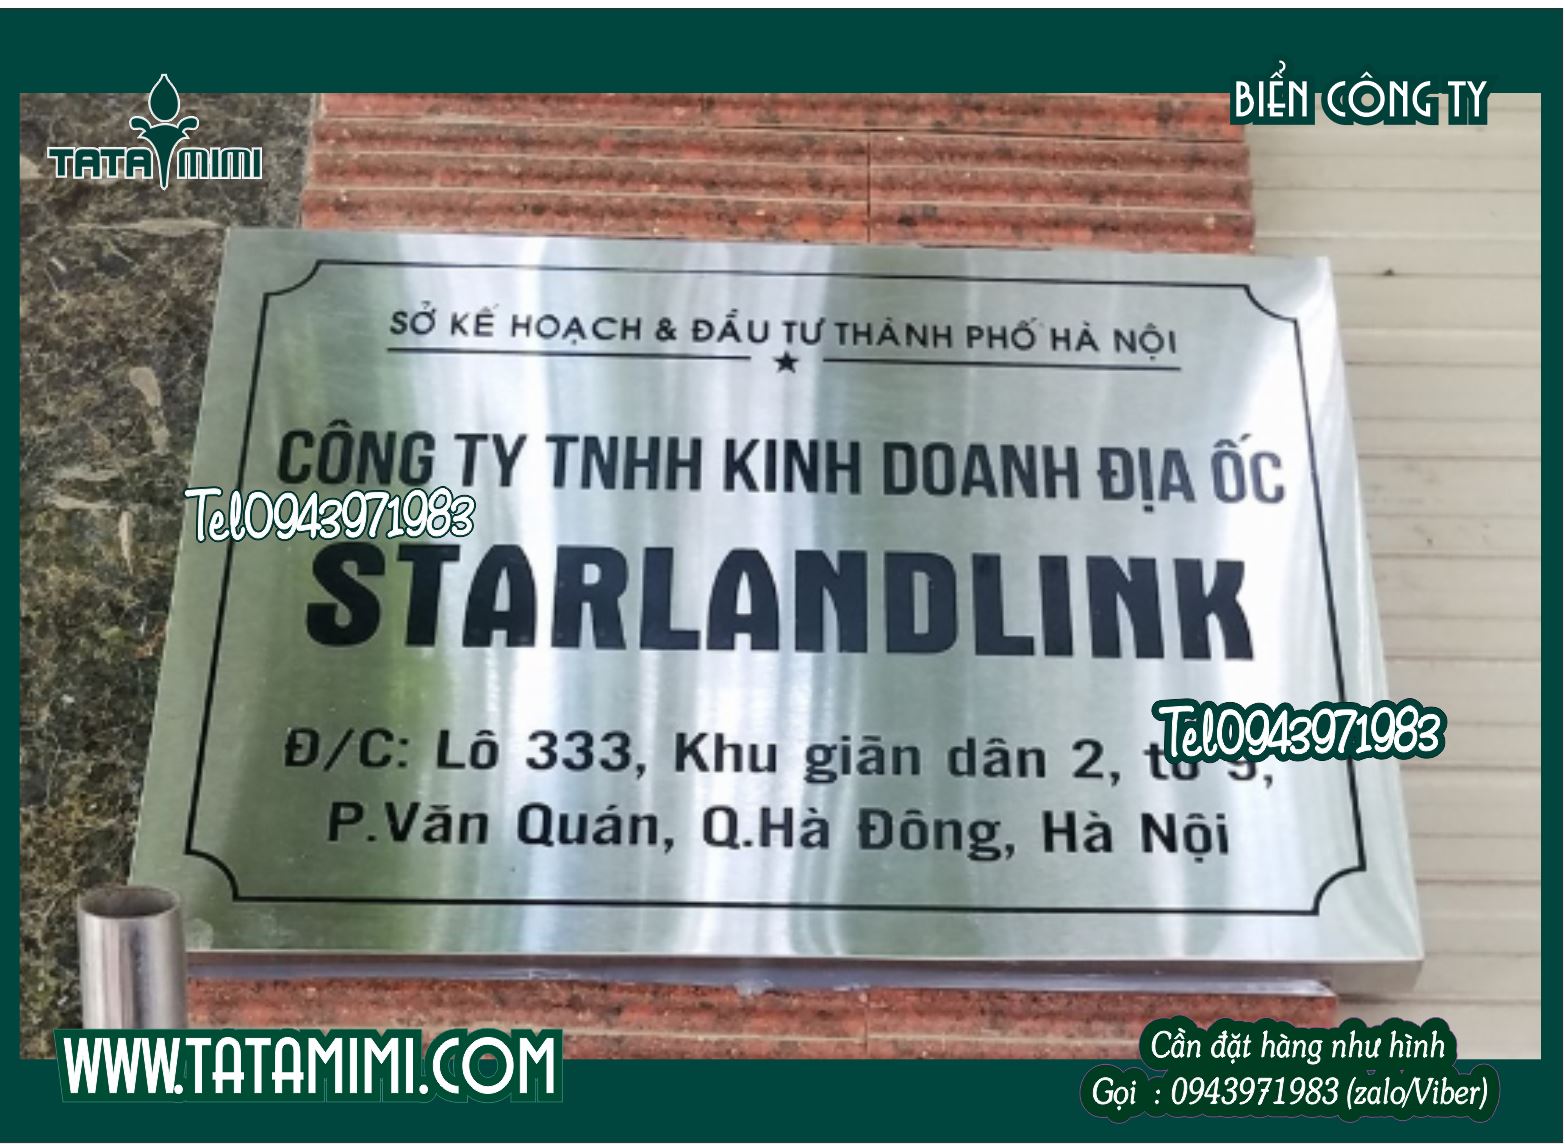 BIỂN CÔNG TY
TATA MIMI
SỞ KẾ HOẠCH & ĐẦU TƯ THÀNH PHỐ HÀ NỘI
CÔNG TY TNHH KINH DOANH ĐỊA ỐC
Tel0943971983
STARLANDLINK
Tel0943971983
Đ/C: Lô 333, Khu giãn dân 2,
P.Văn Quán, Q.Hà Đông, Hà Nội
WWW.TATAMIMI.COM
Cần đặt hàng như hình
Gọi : 0943971983 (zalo/Viber)